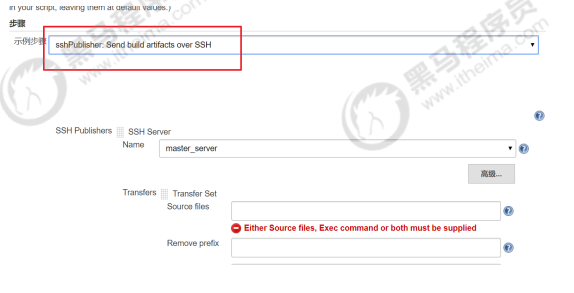 in your script, leaving them at default values.)
步骤
示例步骤
sshPublisher: Send build artifacts over SSH
黑马程序员
www.itheima.com
黑马程序员
www.itheima.com
SSH Publishers
SSH Server
Name
master_server
高级...
Transfers
Transfer Set
Source files
Either Source files, Exec command or both must be supplied
Remove prefix